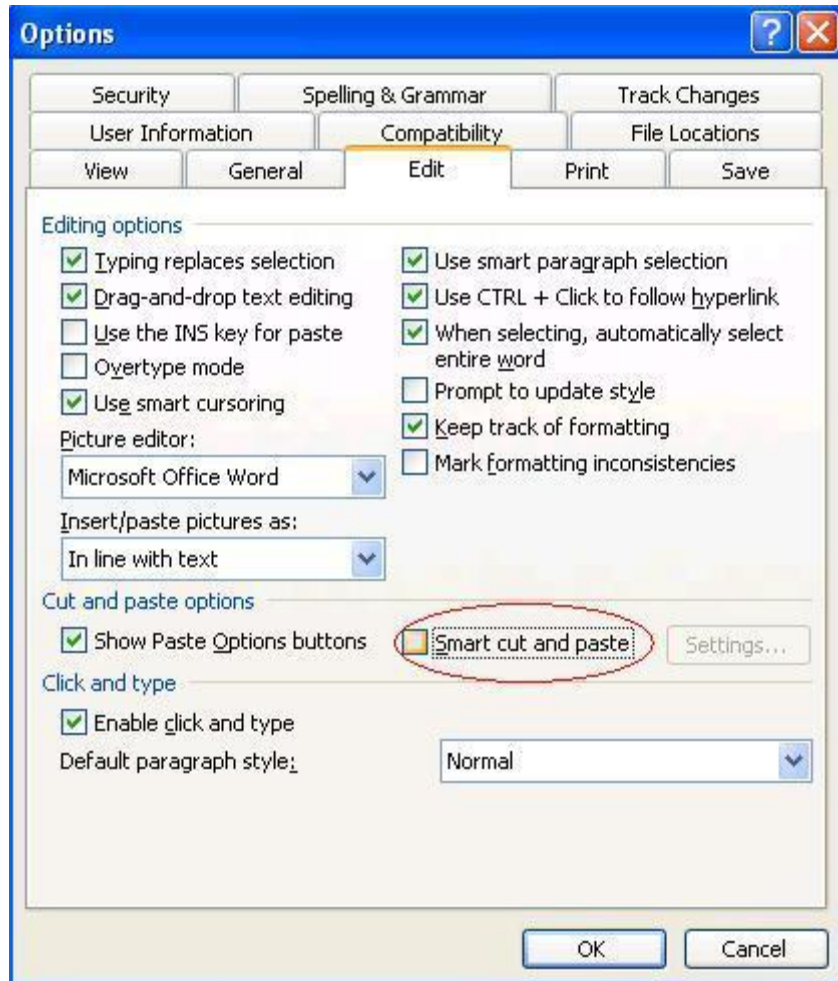 Options
Security Spelling & Grammar Track Changes
User Information Compatibility File Locations
View General Edit Print Save
Editing options
Typing replaces selection
Drag-and-drop text editing
Use the INS key for paste
Overtype mode
Use smart cursoring
Picture editor:
Microsoft Office Word
Insert/paste pictures as:
In line with text
Use smart paragraph selection
Use CTRL + Click to follow hyperlink
When selecting, automatically select
entire word
Prompt to update style
Keep track of formatting
Mark formatting inconsistencies
Cut and paste options
Show Paste Options buttons Smart cut and paste Settings...
Click and type
Enable click and type
Default paragraph style: Normal
OK Cancel